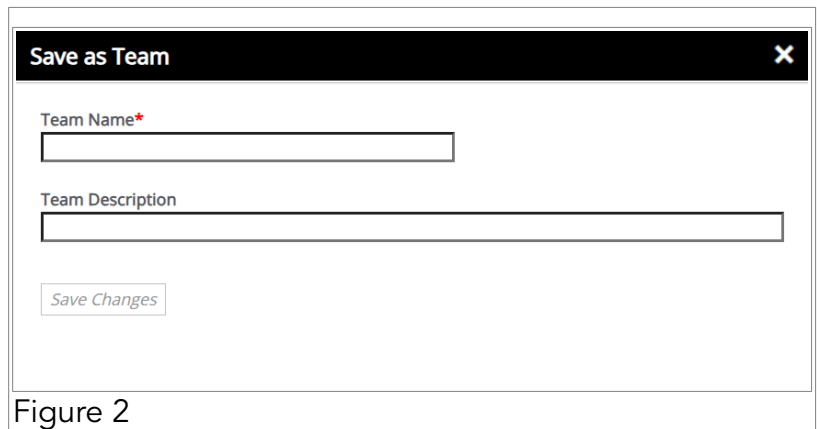 Save as Team ×
Team Name*
Team Description
Save Changes
Figure 2